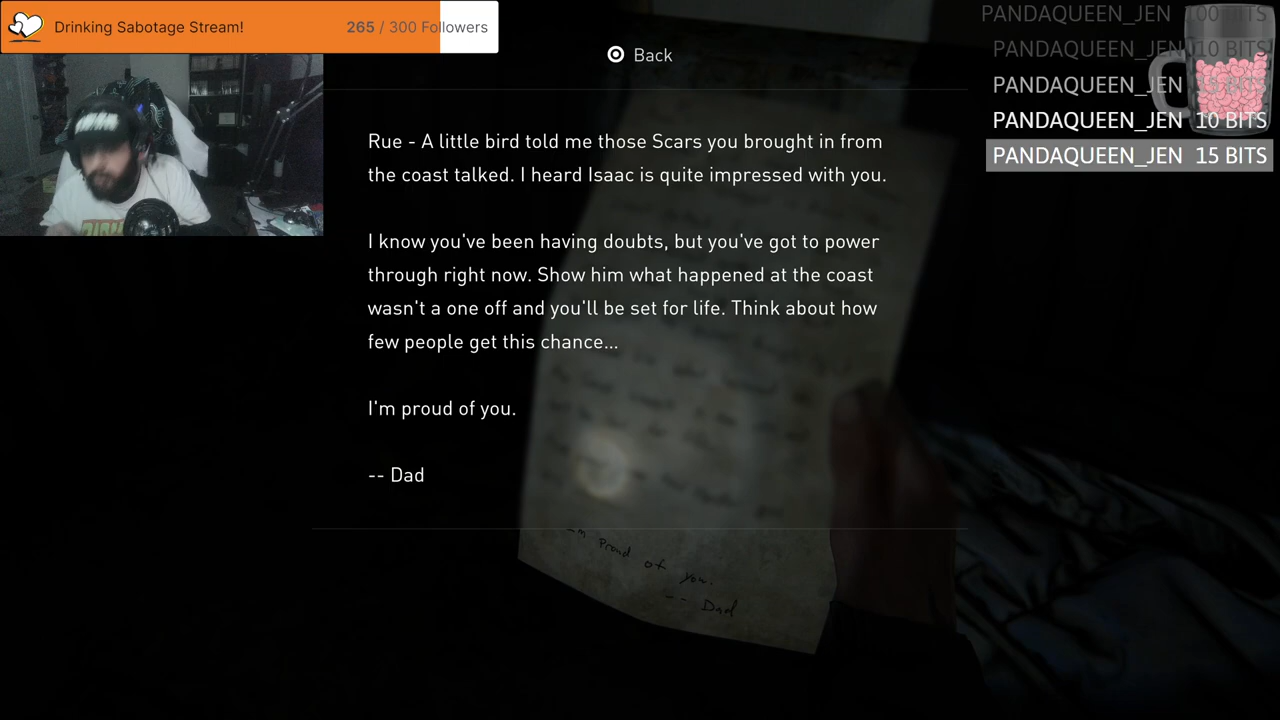 Drinking Sabotage Stream! 265 / 300 Followers
Back
PANDAQUEEN_JEN 100 BITS
PANDAQUEEN_JEN 10 BITS
PANDAQUEEN_JEN
PANDAQUEEN_JEN 10 BITS
PANDAQUEEN_JEN 15 BITS
Rue - A little bird told me those Scars you brought in from
the coast talked. I heard Isaac is quite impressed with you.
I know you've been having doubts, but you've got to power
through right now. Show him what happened at the coast
wasn't a one off and you'll be set for life. Think about how
few people get this chance...
I'm proud of you.
-- Dad
I'm proud of you.
-- Dad